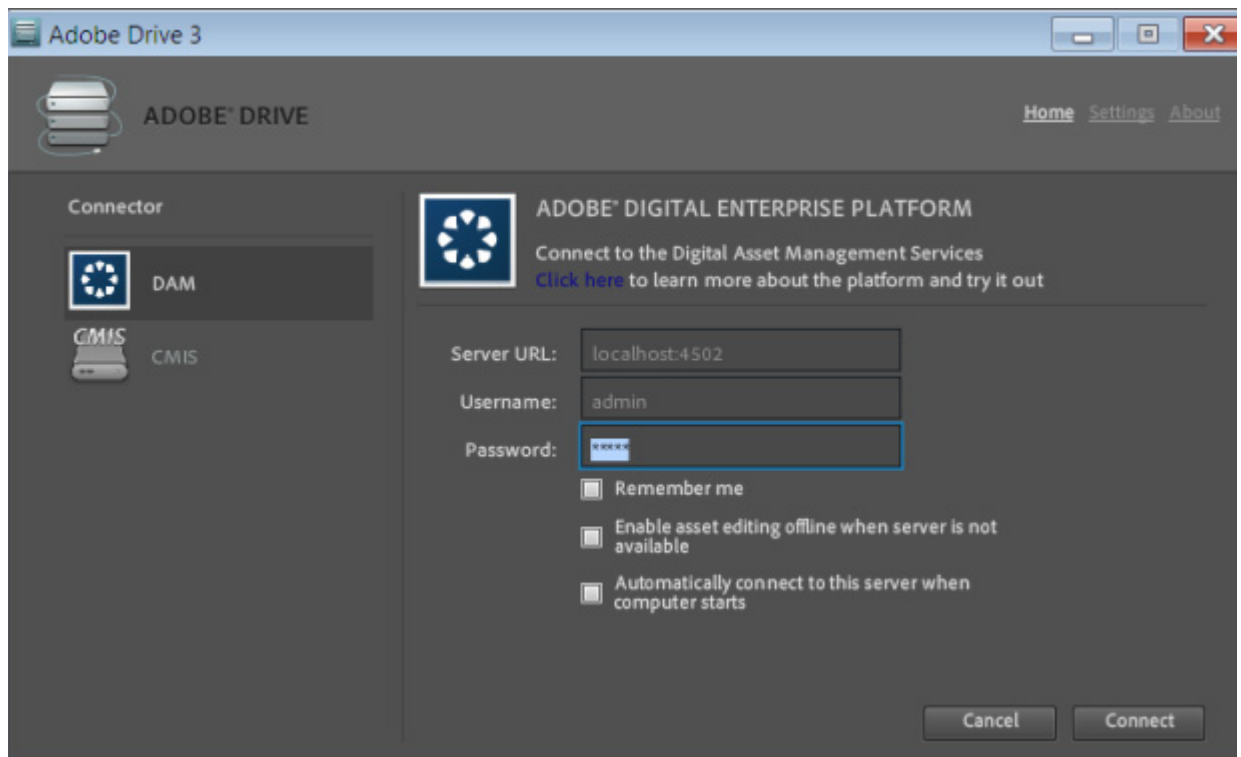 Adobe Drive 3
ADOBE® DRIVE
Home Settings About
Connector
DAM
CMIS
CMIS
ADOBE® DIGITAL ENTERPRISE PLATFORM
Connect to the Digital Asset Management Services
Click here to learn more about the platform and try it out
Server URL: localhost:4502
Username: admin
Password: *****
Remember me
Enable asset editing offline when server is not
available
Automatically connect to this server when
computer starts
Cancel Connect